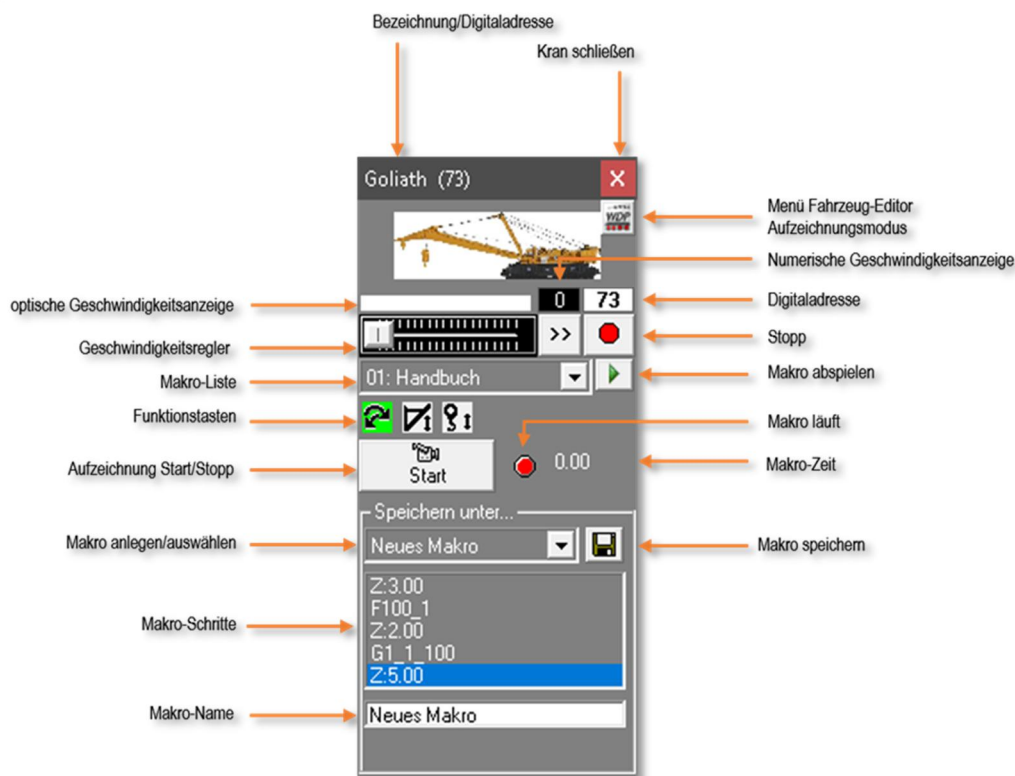 Bezeichnung/Digitaladresse
Kran schließen
Goliath (73)
Menü Fahrzeug-Editor
Aufzeichnungsmodus
WDP
Numerische Geschwindigkeitsanzeige
optische Geschwindigkeitsanzeige
0
73
Digitaladresse
Geschwindigkeitsregler
>>
Stopp
Makro-Liste
01: Handbuch
Makro abspielen
Funktionstasten
Makro läuft
Aufzeichnung Start/Stopp
Start
0.00
Makro-Zeit
Speichern unter...
Makro anlegen/auswählen
Neues Makro
Makro speichern
Z:3.00
F100_1
Makro-Schritte
Z:2.00
G1_1_100
Z:5.00
Makro-Name
Neues Makro